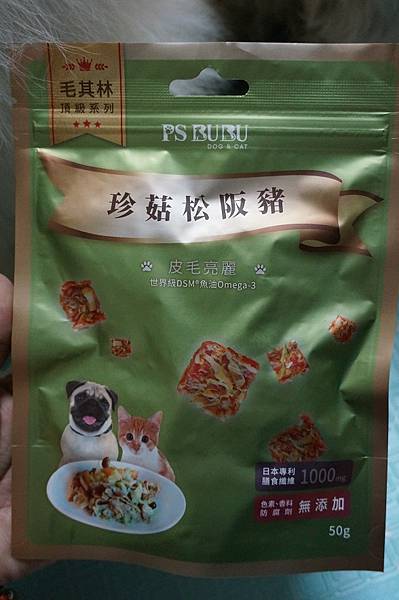 毛其林
頂級系列
PS BUBU
DOG & CAT
珍菇松阪豬
皮毛亮麗
世界級DSM®魚油Omega-3
日本專利
膳食纖維 1000mg
色素、香料
防腐劑 無添加
50g